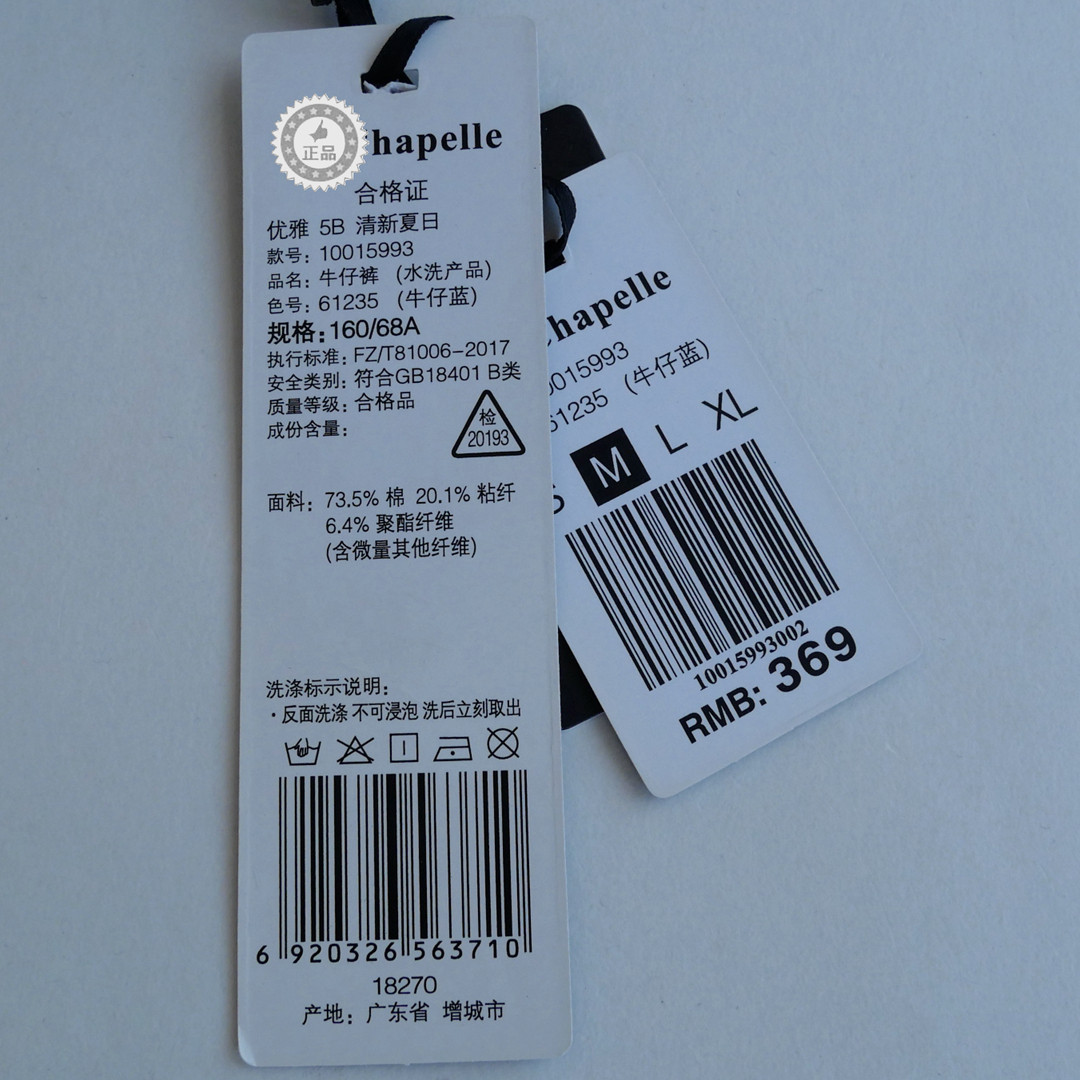 正品
hapelle
合格证
优雅 5B 清新夏日
款号: 10015993
品名: 牛仔裤 (水洗产品)
色号: 61235 (牛仔蓝)
规格: 160/68A
执行标准: FZ/T81006-2017
安全类别: 符合GB18401 B类
质量等级: 合格品
成份含量:
检
20193
面料: 73.5% 棉 20.1% 粘纤
6.4% 聚酯纤维
(含微量其他纤维)
洗涤标示说明:
·反面洗涤 不可浸泡 洗后立刻取出
6 920326 563710
18270
产地: 广东省 增城市
hapelle
0015993
61235 (牛仔蓝)
S M L XL
10015993002
RMB: 369